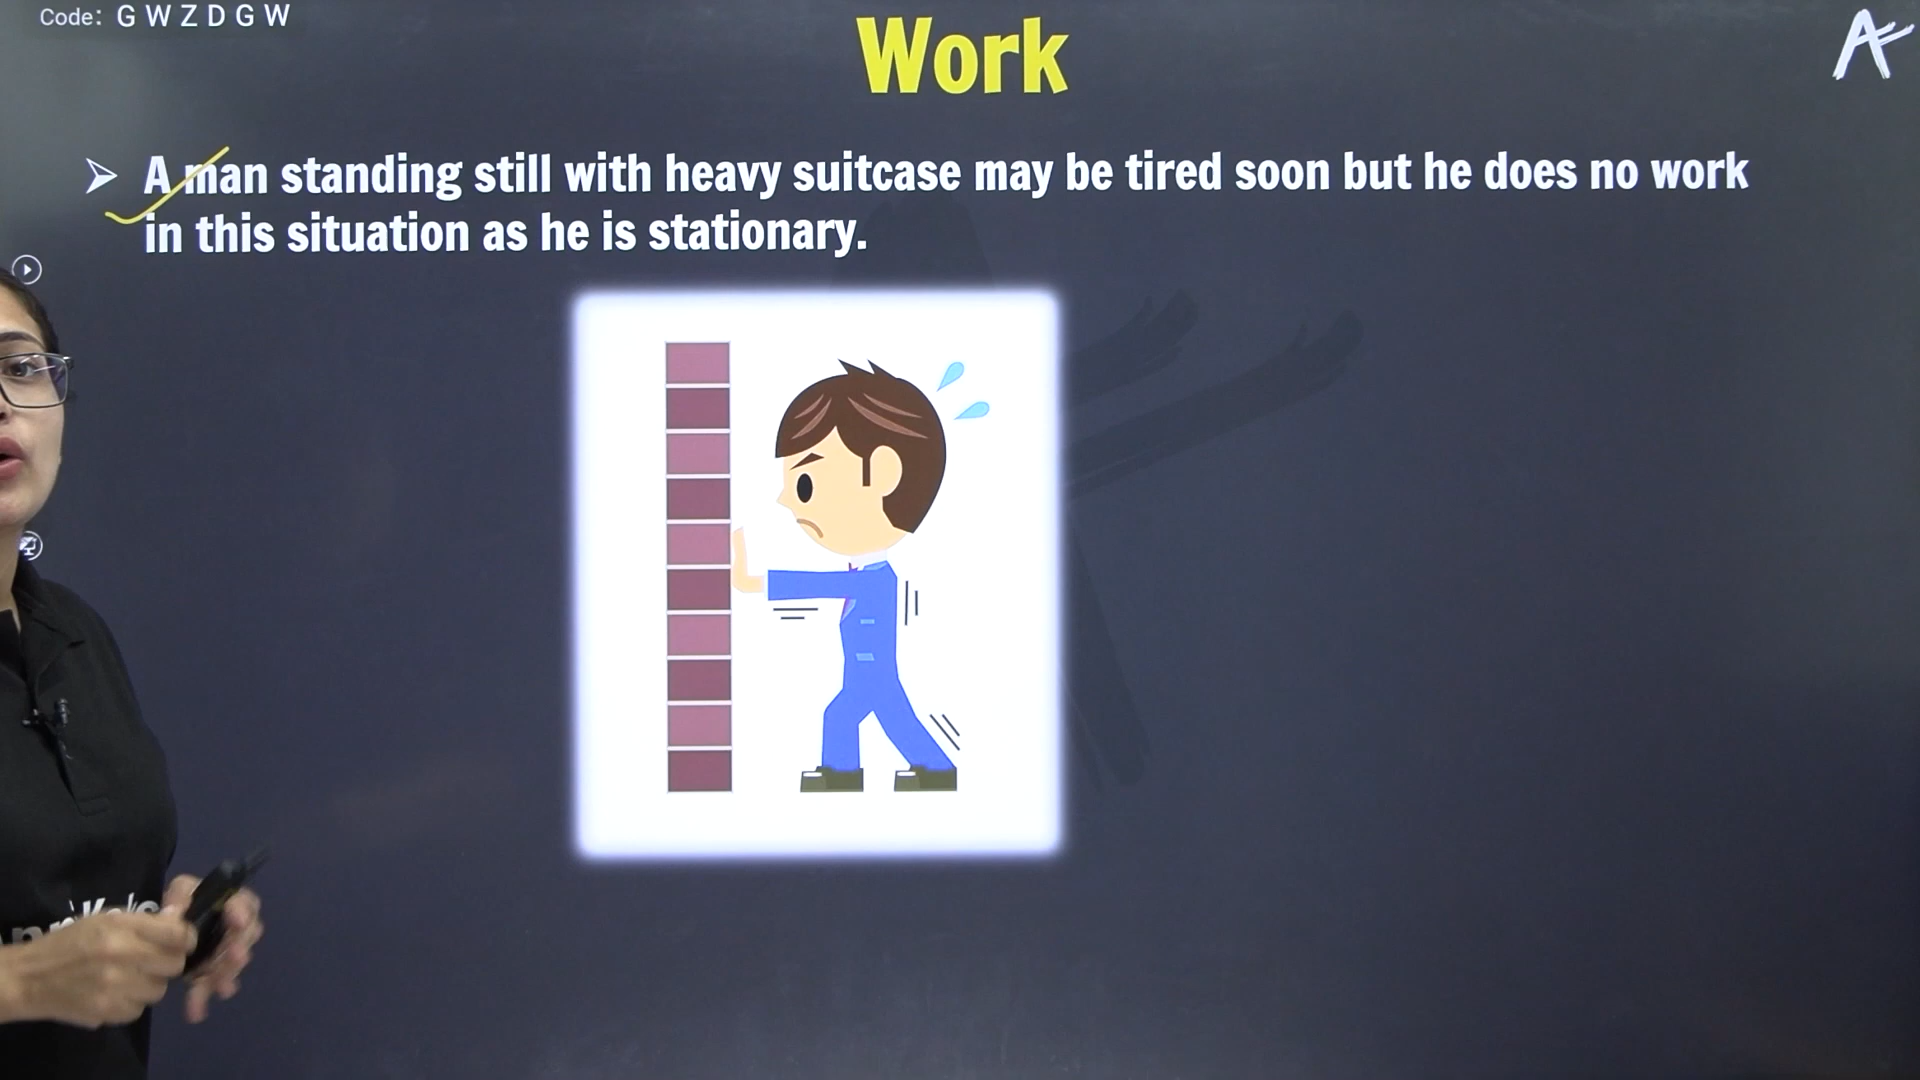 Code: G W Z D G W
Work
➢ A man standing still with heavy suitcase may be tired soon but he does no work
in this situation as he is stationary.